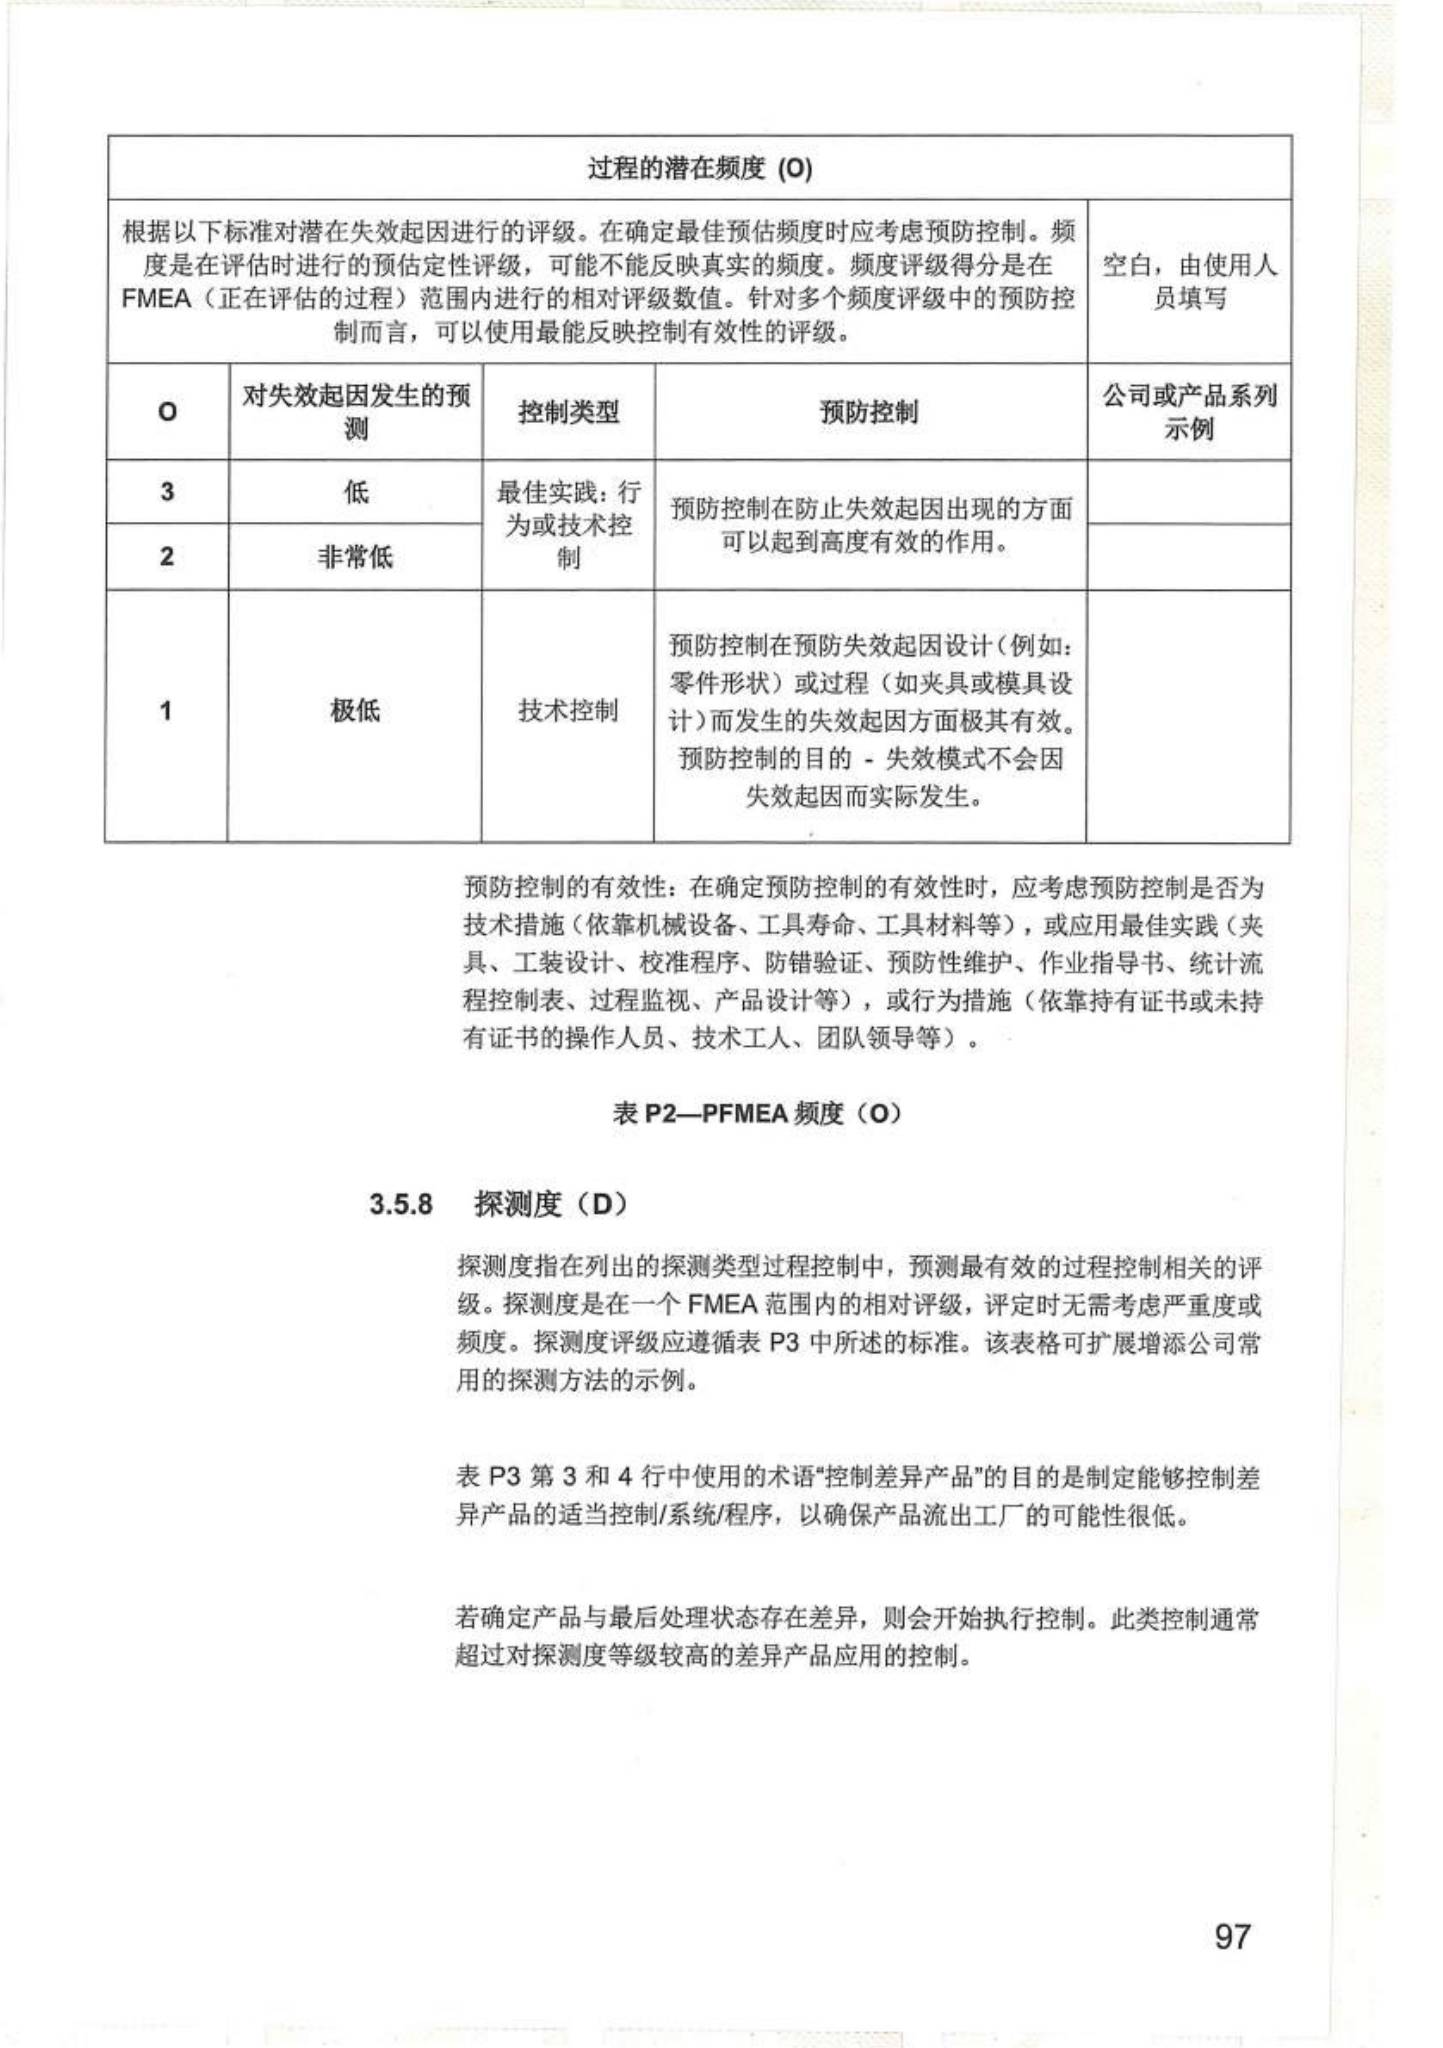 过程的潜在频度 (O)
根据以下标准对潜在失效起因进行的评级。在确定最佳预估频度时应考虑预防控制。频
度是在评估时进行的预估定性评级，可能不能反映真实的频度。频度评级得分是在
FMEA（正在评估的过程）范围内进行的相对评级数值。针对多个频度评级中的预防控
制而言，可以使用最能反映控制有效性的评级。
空白，由使用人
员填写
O
对失效起因发生的预
测
控制类型
预防控制
公司或产品系列
示例
3
低
最佳实践：行
为或技术控
制
预防控制在防止失效起因出现的方面
可以起到高度有效的作用。
2
非常低
1
极低
技术控制
预防控制在预防失效起因设计（例如：
零件形状）或过程（如夹具或模具设
计）而发生的失效起因方面极其有效。
预防控制的目的 - 失效模式不会因
失效起因而实际发生。
预防控制的有效性：在确定预防控制的有效性时，应考虑预防控制是否为
技术措施（依靠机械设备、工具寿命、工具材料等），或应用最佳实践（夹
具、工装设计、校准程序、防错验证、预防性维护、作业指导书、统计流
程控制表、过程监视、产品设计等），或行为措施（依靠持有证书或未持
有证书的操作人员、技术工人、团队领导等）。
表 P2—PFMEA 频度（O）
3.5.8 探测度（D）
探测度指在列出的探测类型过程控制中，预测最有效的过程控制相关的评
级。探测度是在一个 FMEA 范围内的相对评级，评定时无需考虑严重度或
频度。探测度评级应遵循表 P3 中所述的标准。该表格可扩展增添公司常
用的探测方法的示例。
表 P3 第 3 和 4 行中使用的术语“控制差异产品”的目的是制定能够控制差
异产品的适当控制/系统/程序，以确保产品流出工厂的可能性很低。
若确定产品与最后处理状态存在差异，则会开始执行控制。此类控制通常
超过对探测度等级较高的差异产品应用的控制。
97